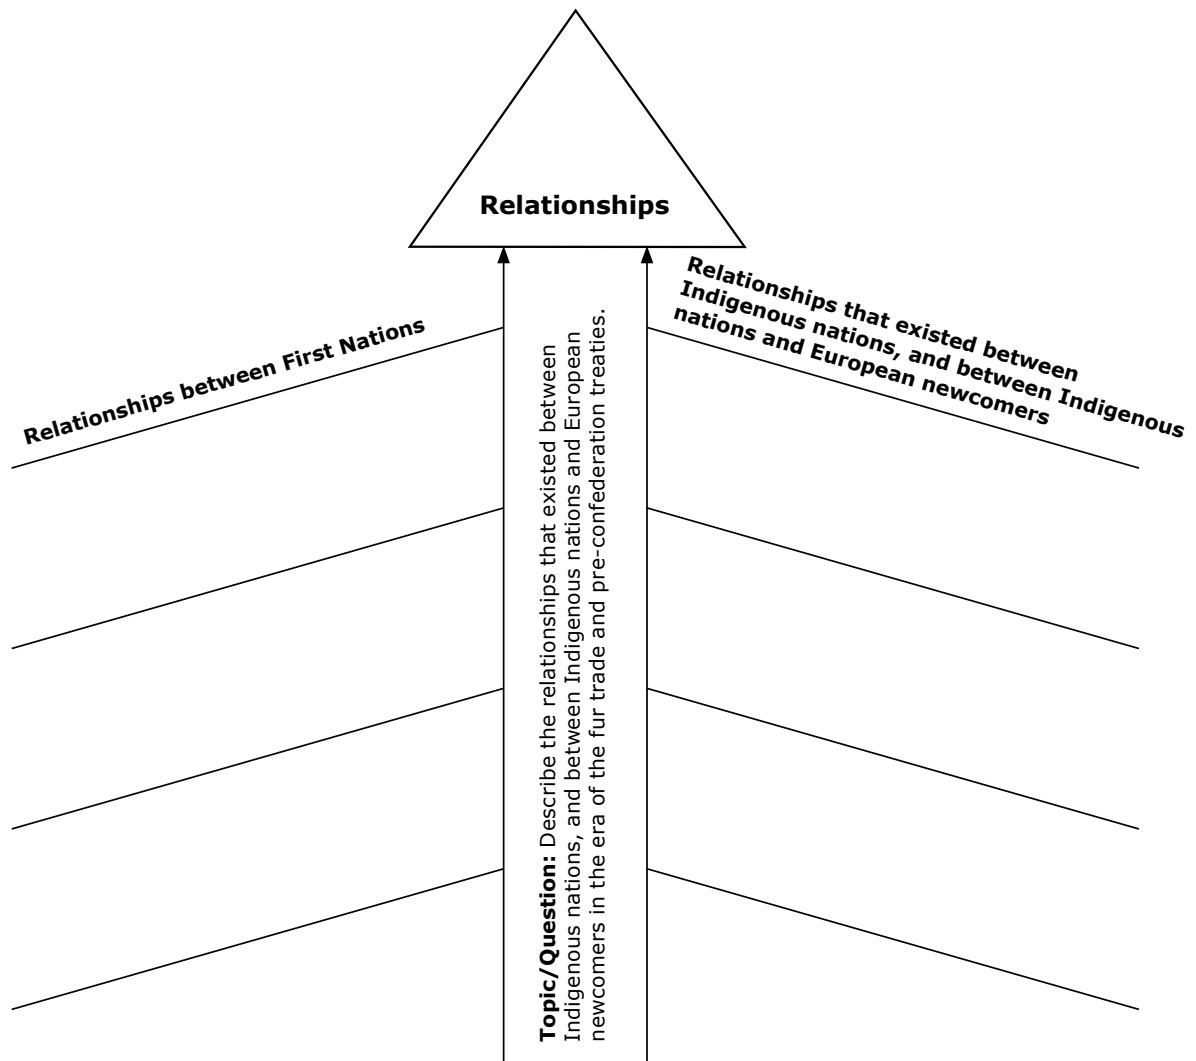 Relationships
Relationships between First Nations
Topic/Question: Describe the relationships that existed between
Indigenous nations, and between Indigenous nations and European
newcomers in the era of the fur trade and pre-confederation treaties.
Relationships that existed between
Indigenous nations, and between Indigenous
nations and European newcomers